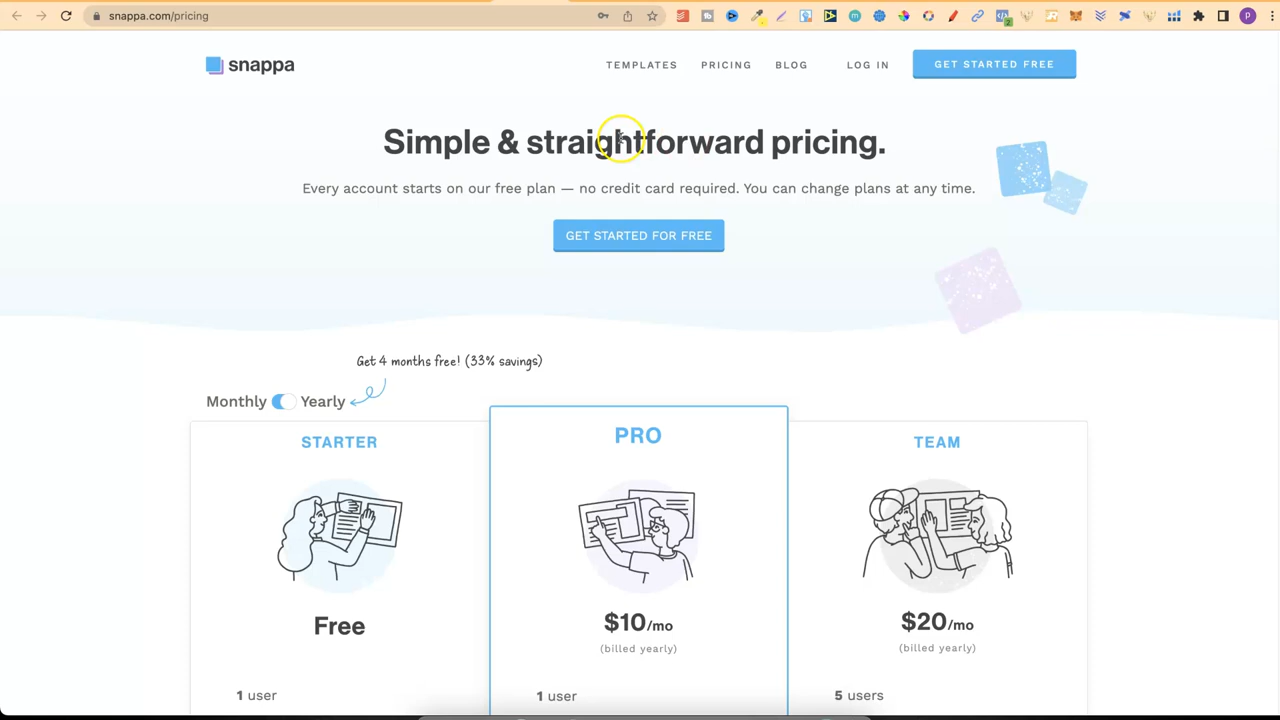 snappa.com/pricing
snappa
TEMPLATES PRICING BLOG LOG IN GET STARTED FREE
Simple & straightforward pricing.
Every account starts on our free plan — no credit card required. You can change plans at any time.
GET STARTED FOR FREE
Get 4 months free! (33% savings)
Monthly Yearly
STARTER PRO TEAM
Free $10/mo $20/mo
(billed yearly) (billed yearly)
1 user 1 user 5 users